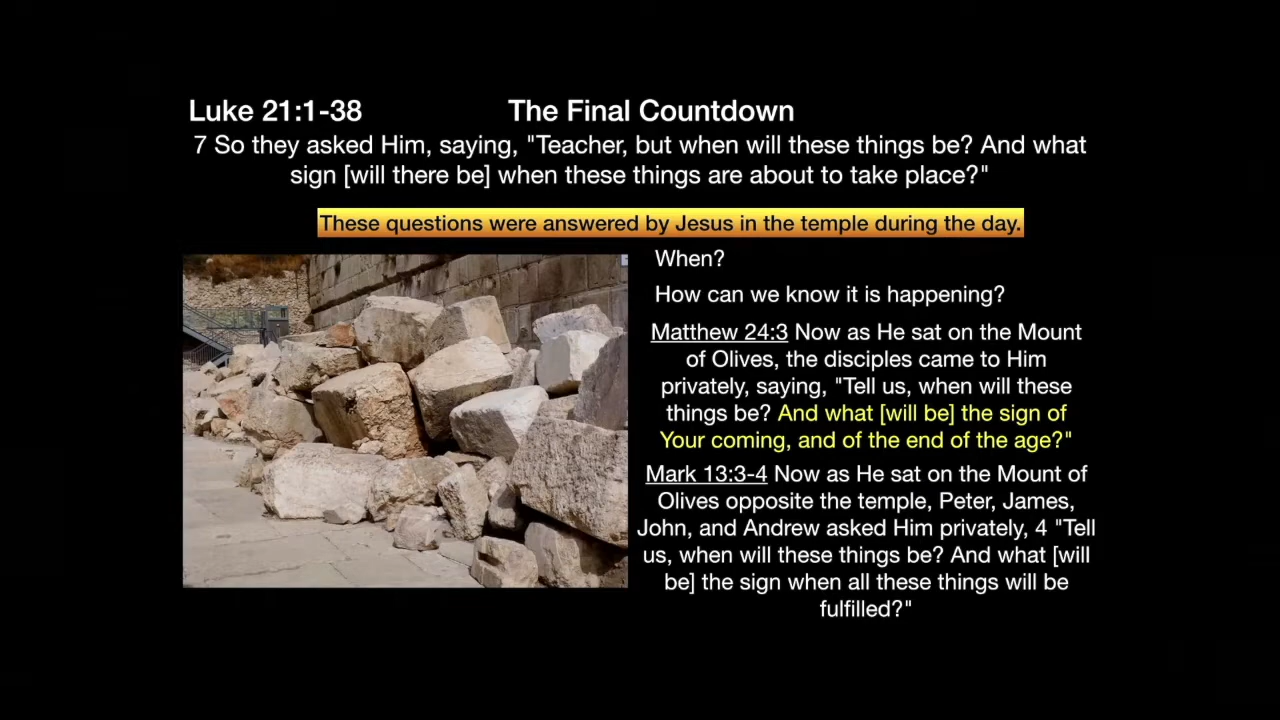 Luke 21:1-38 The Final Countdown
7 So they asked Him, saying, "Teacher, but when will these things be? And what
sign [will there be] when these things are about to take place?"
These questions were answered by Jesus in the temple during the day.
When?
How can we know it is happening?
Matthew 24:3 Now as He sat on the Mount
of Olives, the disciples came to Him
privately, saying, "Tell us, when will these
things be? And what [will be] the sign of
Your coming, and of the end of the age?"
Mark 13:3-4 Now as He sat on the Mount of
Olives opposite the temple, Peter, James,
John, and Andrew asked Him privately, 4 "Tell
us, when will these things be? And what [will
be] the sign when all these things will be
fulfilled?"